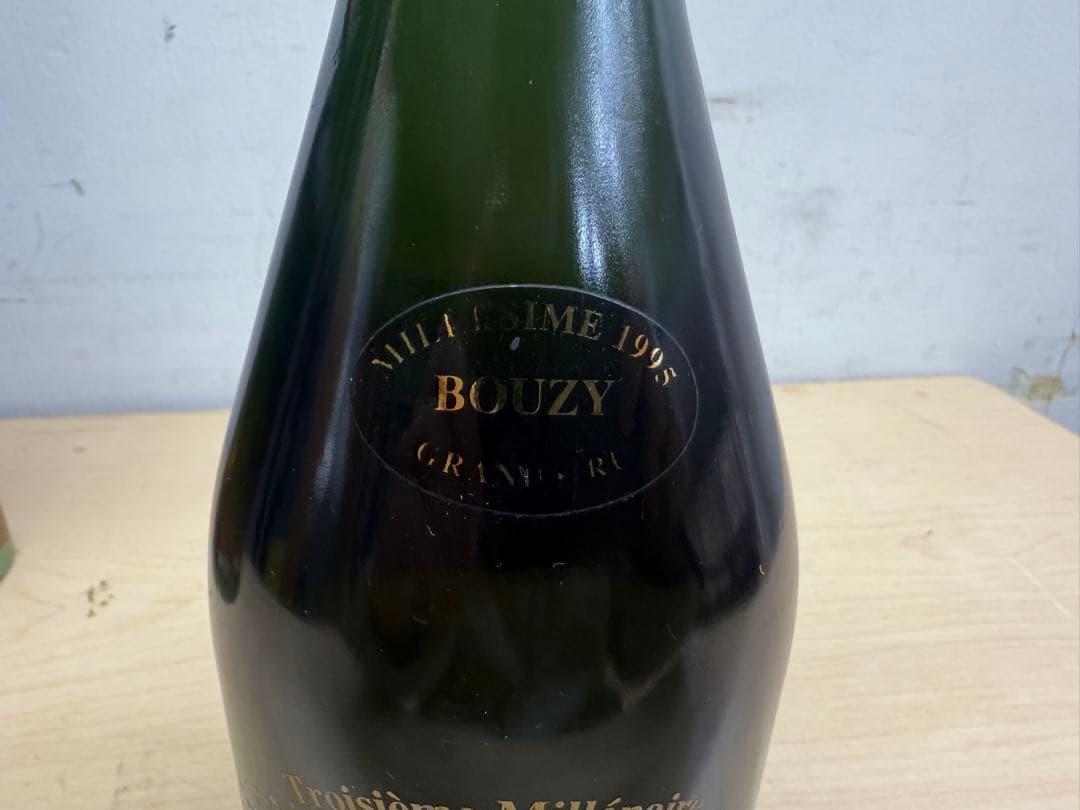 MILLESIME 1995
BOUZY
GRAND CRU
Troisième Millénaire